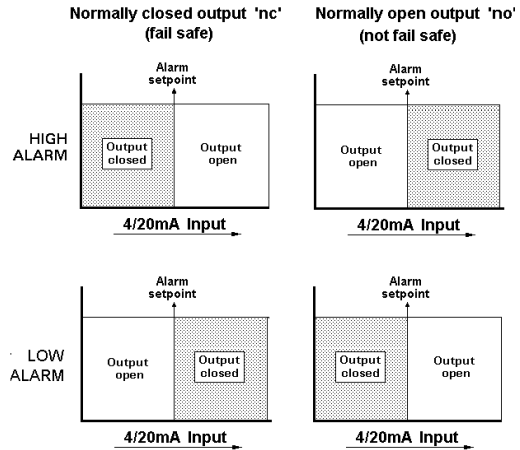 Normally closed output 'nc'
(fail safe)
Normally open output 'no'
(not fail safe)
HIGH
ALARM
Alarm
setpoint
Output
closed
Output
open
4/20mA Input
Alarm
setpoint
Output
open
Output
closed
4/20mA Input
LOW
ALARM
Alarm
setpoint
Output
open
Output
closed
4/20mA Input
Alarm
setpoint
Output
closed
Output
open
4/20mA Input